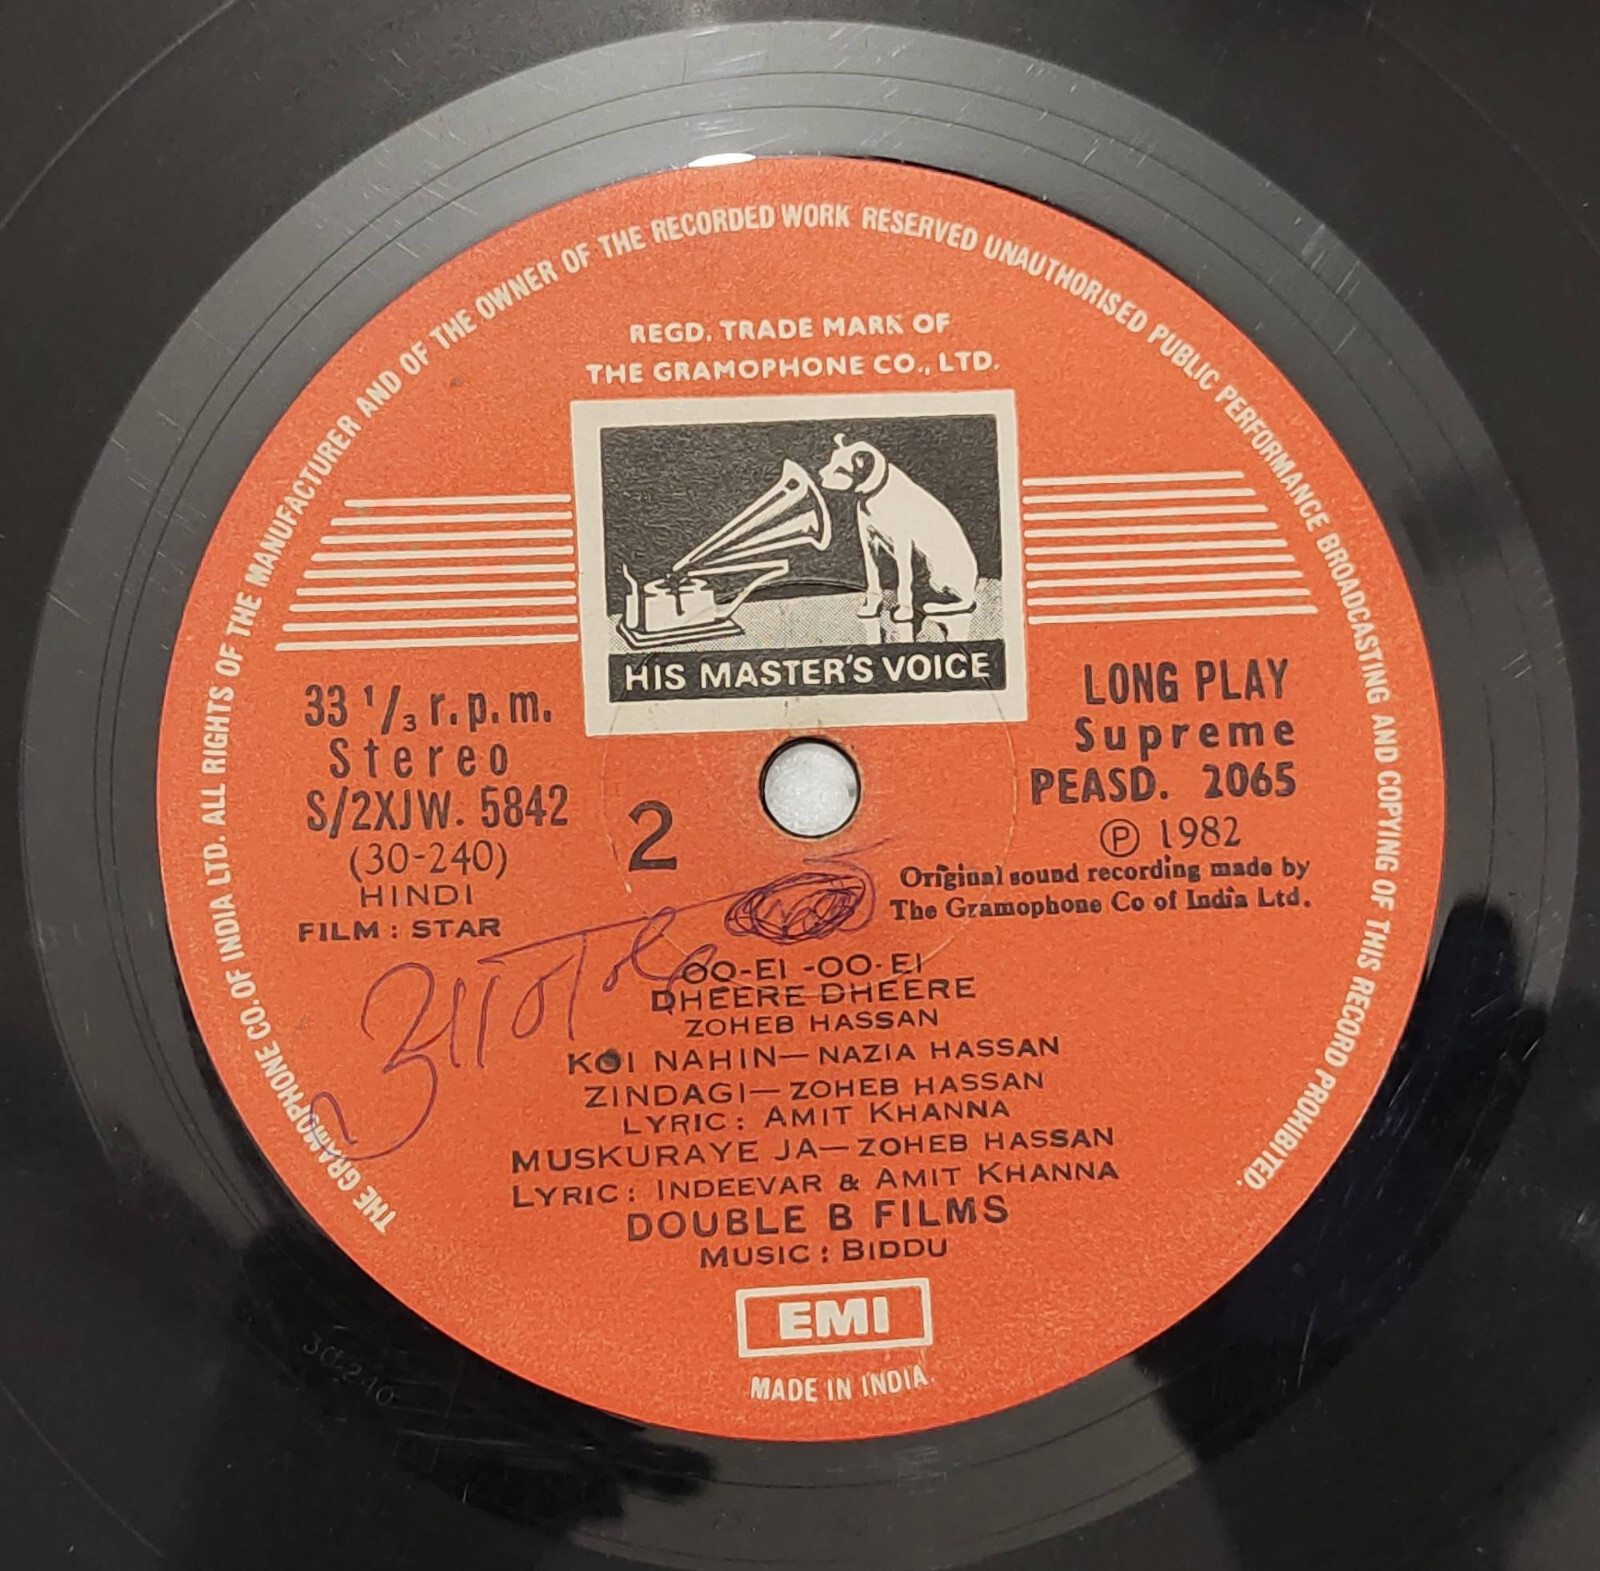 THE GRAMOPHONE CO. OF INDIA LTD. ALL RIGHTS OF THE MANUFACTURER AND OF THE OWNER OF THE RECORDED WORK RESERVED UNAUTHORISED PUBLIC PERFORMANCE BROADCASTING AND COPYING OF THIS RECORD PROHIBITED.
REGD. TRADE MARK OF
THE GRAMOPHONE CO., LTD.
HIS MASTER'S VOICE
33 1/3 r.p.m.
Stereo
S/2XJW. 5842
(30-240)
HINDI
FILM : STAR
2
LONG PLAY
Supreme
PEASD. 2065
Ⓟ 1982
Original sound recording made by
The Gramophone Co of India Ltd.
OO-EI -OO-EI
DHEERE DHEERE
ZOHEB HASSAN
KOI NAHIN—NAZIA HASSAN
ZINDAGI—ZOHEB HASSAN
LYRIC: AMIT KHANNA
MUSKURAYE JA—ZOHEB HASSAN
LYRIC: INDEEVAR & AMIT KHANNA
DOUBLE B FILMS
MUSIC: BIDDU
EMI
MADE IN INDIA.
30-240